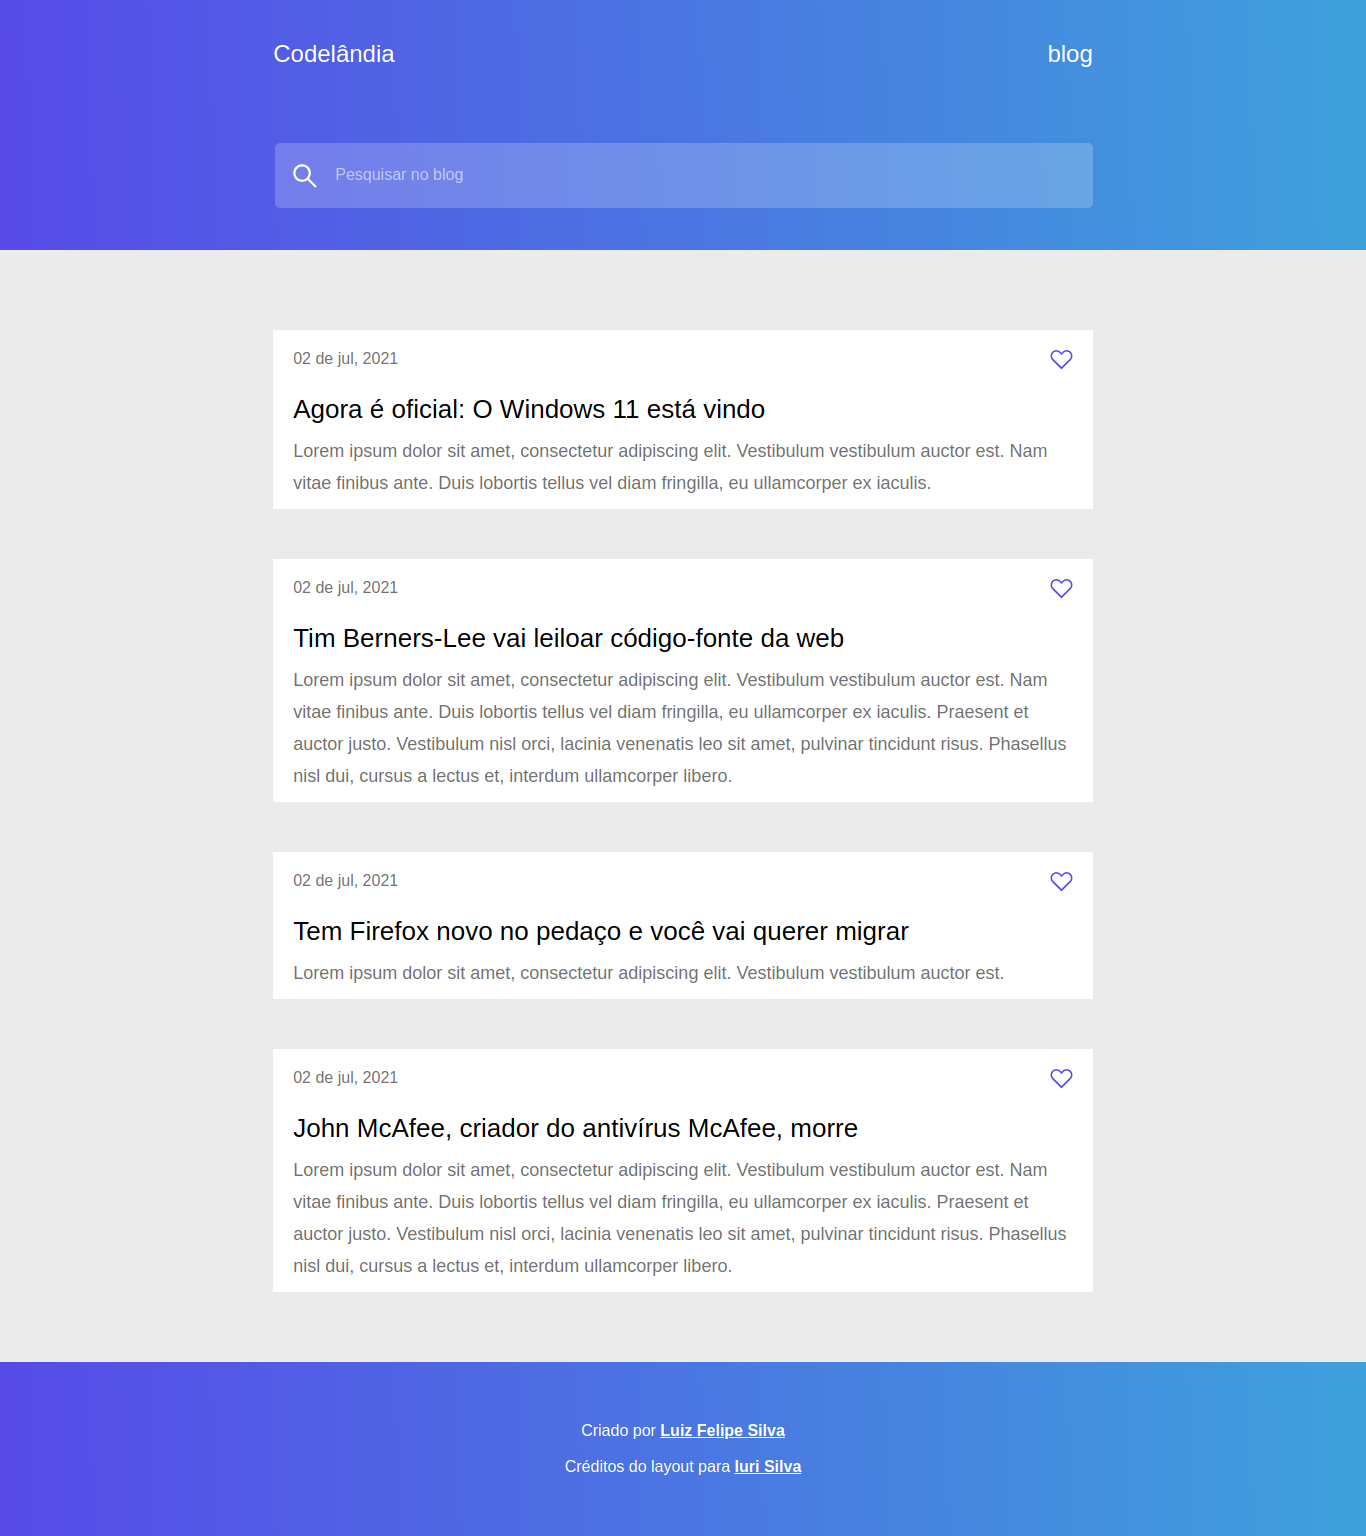 Codelândia
blog
Pesquisar no blog
02 de jul, 2021
Agora é oficial: O Windows 11 está vindo
Lorem ipsum dolor sit amet, consectetur adipiscing elit. Vestibulum vestibulum auctor est. Nam
vitae finibus ante. Duis lobortis tellus vel diam fringilla, eu ullamcorper ex iaculis.
02 de jul, 2021
Tim Berners-Lee vai leiloar código-fonte da web
Lorem ipsum dolor sit amet, consectetur adipiscing elit. Vestibulum vestibulum auctor est. Nam
vitae finibus ante. Duis lobortis tellus vel diam fringilla, eu ullamcorper ex iaculis. Praesent et
auctor justo. Vestibulum nisl orci, lacinia venenatis leo sit amet, pulvinar tincidunt risus. Phasellus
nisl dui, cursus a lectus et, interdum ullamcorper libero.
02 de jul, 2021
Tem Firefox novo no pedaço e você vai querer migrar
Lorem ipsum dolor sit amet, consectetur adipiscing elit. Vestibulum vestibulum auctor est.
02 de jul, 2021
John McAfee, criador do antivírus McAfee, morre
Lorem ipsum dolor sit amet, consectetur adipiscing elit. Vestibulum vestibulum auctor est. Nam
vitae finibus ante. Duis lobortis tellus vel diam fringilla, eu ullamcorper ex iaculis. Praesent et
auctor justo. Vestibulum nisl orci, lacinia venenatis leo sit amet, pulvinar tincidunt risus. Phasellus
nisl dui, cursus a lectus et, interdum ullamcorper libero.
Criado por Luiz Felipe Silva
Créditos do layout para Iuri Silva